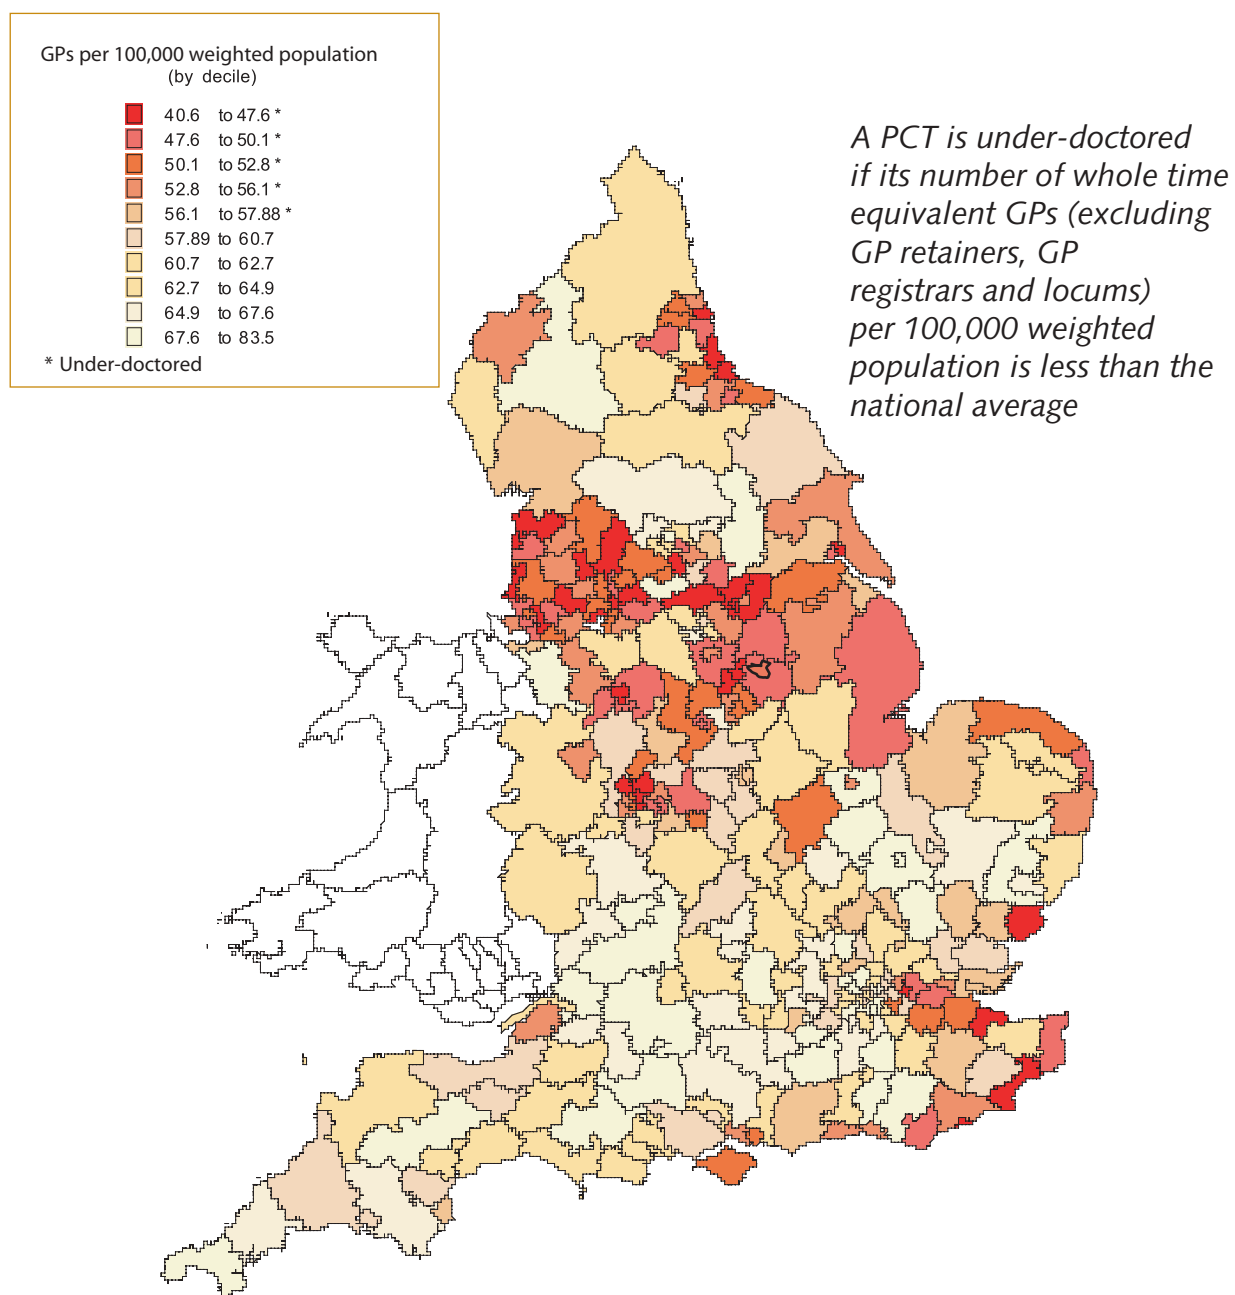 GPs per 100,000 weighted population
(by decile)
40.6 to 47.6 *
47.6 to 50.1 *
50.1 to 52.8 *
52.8 to 56.1 *
56.1 to 57.88 *
57.89 to 60.7
60.7 to 62.7
62.7 to 64.9
64.9 to 67.6
67.6 to 83.5
* Under-doctored
A PCT is under-doctored
if its number of whole time
equivalent GPs (excluding
GP retainers, GP
registrars and locums)
per 100,000 weighted
population is less than the
national average